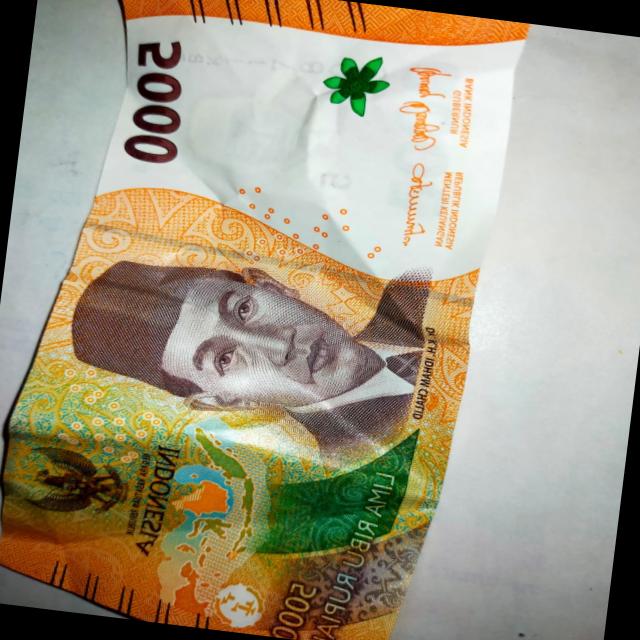 5000
BANK INDONESIA
GUBERNUR
REPUBLIK INDONESIA
MENTERI KEUANGAN
Dr. K.H. IDHAM CHALID
INDONESIA
LIMA RIBU RUPIAH
5000